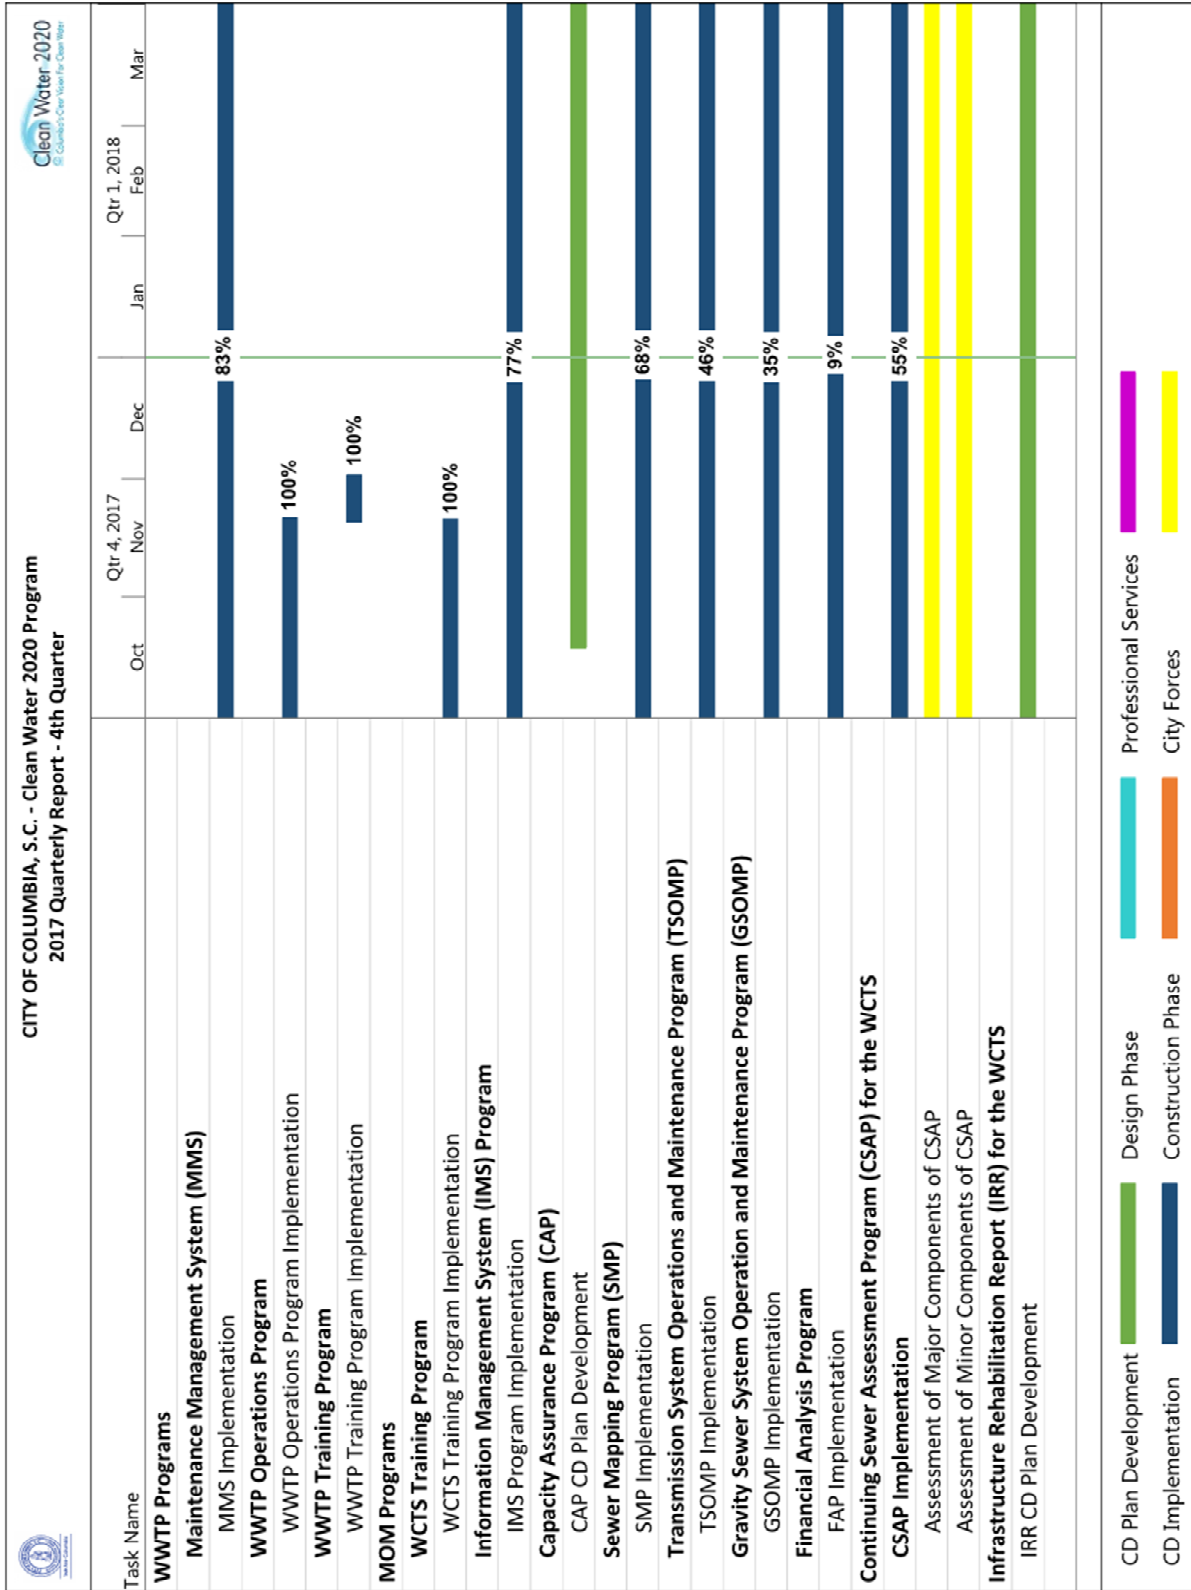 CITY OF COLUMBIA, S.C. - Clean Water 2020 Program
2017 Quarterly Report - 4th Quarter
Clean Water 2020
Columbia's Clear Vision For Clean Water
Task Name
Qtr 4, 2017
Qtr 1, 2018
Oct
Nov
Dec
Jan
Feb
Mar
WWTP Programs
Maintenance Management System (MMS)
MMS Implementation
83%
WWTP Operations Program
WWTP Operations Program Implementation
100%
WWTP Training Program
WWTP Training Program Implementation
100%
MOM Programs
WCTS Training Program
WCTS Training Program Implementation
100%
Information Management System (IMS) Program
IMS Program Implementation
77%
Capacity Assurance Program (CAP)
CAP CD Plan Development
Sewer Mapping Program (SMP)
SMP Implementation
68%
Transmission System Operations and Maintenance Program (TSOMP)
TSOMP Implementation
46%
Gravity Sewer System Operation and Maintenance Program (GSOMP)
GSOMP Implementation
35%
Financial Analysis Program
FAP Implementation
9%
Continuing Sewer Assessment Program (CSAP) for the WCTS
CSAP Implementation
55%
Assessment of Major Components of CSAP
Assessment of Minor Components of CSAP
Infrastructure Rehabilitation Report (IRR) for the WCTS
IRR CD Plan Development
CD Plan Development
Design Phase
Professional Services
CD Implementation
Construction Phase
City Forces